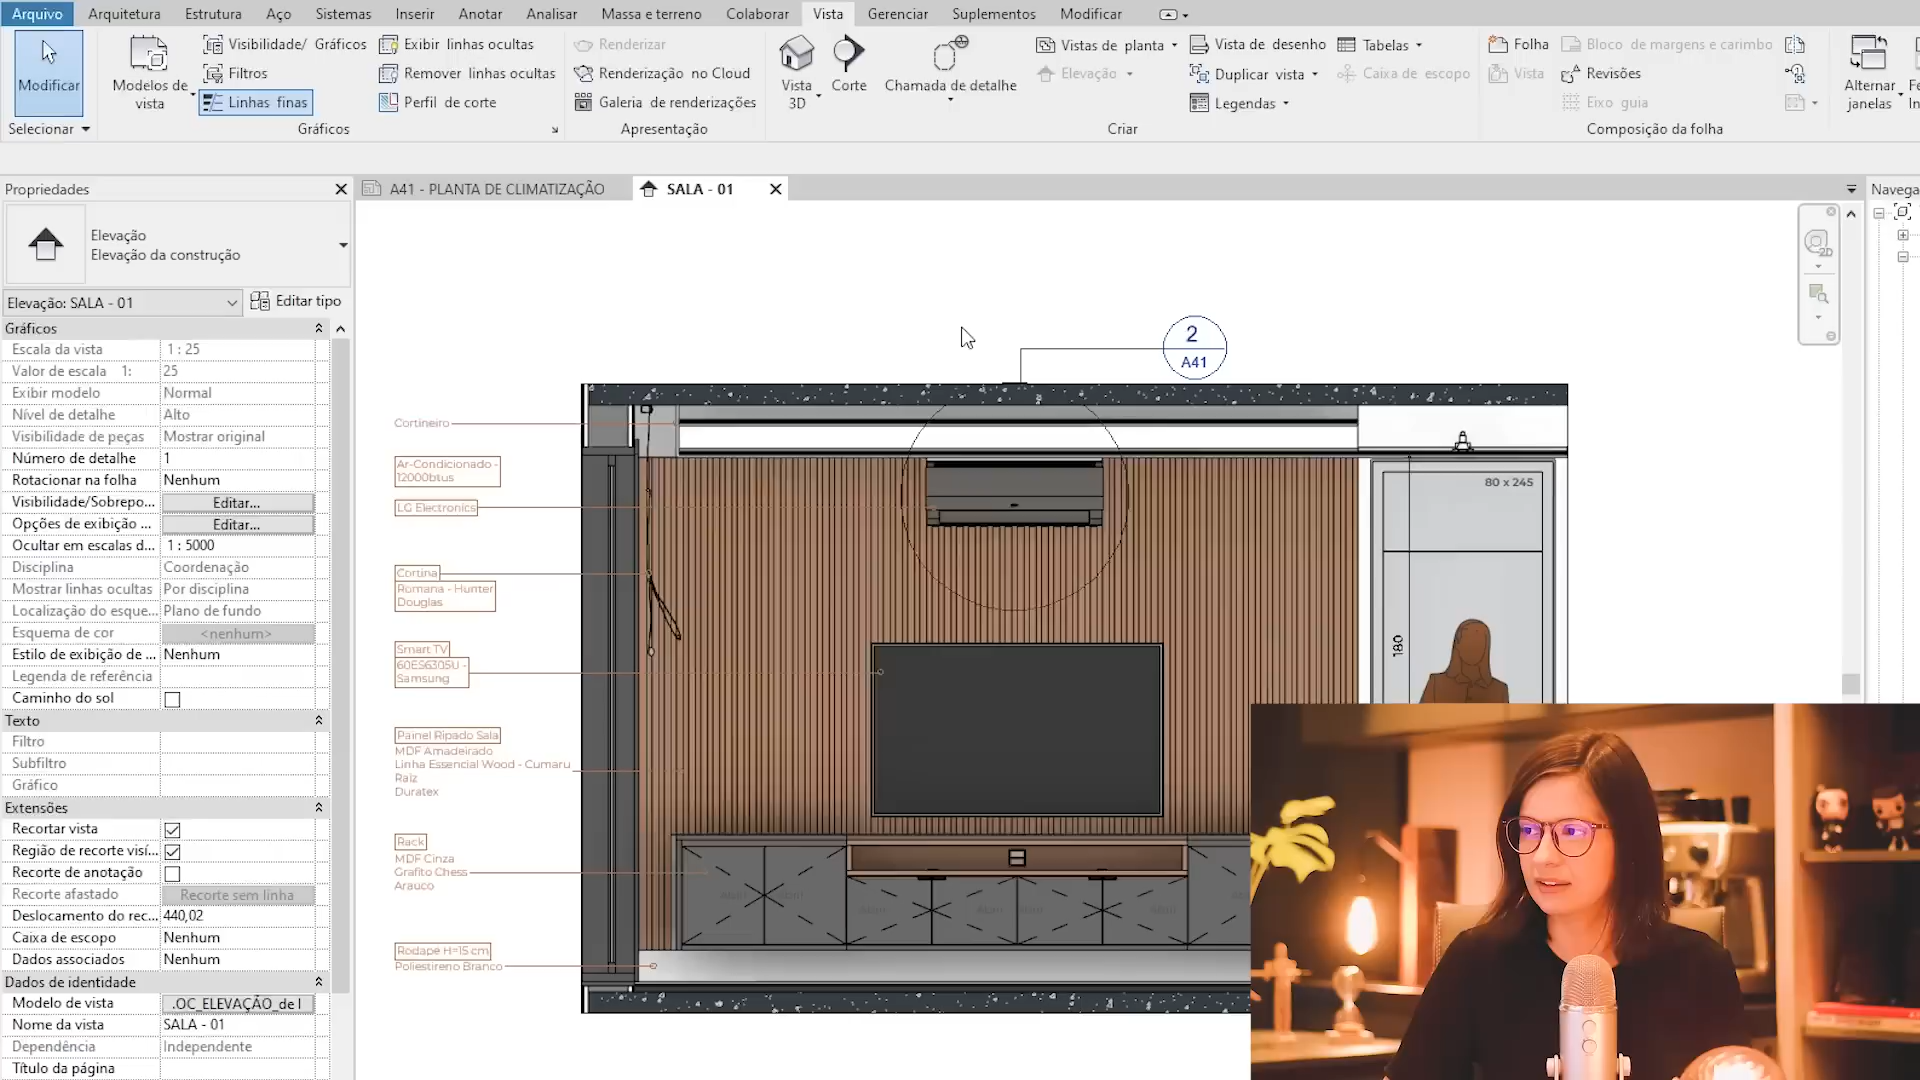 Arquivo Arquitetura Estrutura Aço Sistemas Inserir Anotar Analisar Massa e terreno Colaborar Vista Gerenciar Suplementos Modificar
Modificar
Selecionar
Modelos de
vista
Visibilidade/ Gráficos
Filtros
Linhas finas
Exibir linhas ocultas
Remover linhas ocultas
Perfil de corte
Gráficos
Renderizar
Renderização no Cloud
Galeria de renderizações
Apresentação
Vista
3D
Corte
Chamada de detalhe
Vistas de planta
Elevação
Vista de desenho
Duplicar vista
Legendas
Tabelas
Caixa de escopo
Criar
Folha
Vista
Bloco de margens e carimbo
Revisões
Eixo guia
Composição da folha
Alternar
janelas
Propriedades
A41 - PLANTA DE CLIMATIZAÇÃO
SALA - 01
Navega
Elevação
Elevação da construção
Elevação: SALA - 01
Editar tipo
Gráficos
Escala da vista 1 : 25
Valor de escala 1: 25
Exibir modelo Normal
Nível de detalhe Alto
Visibilidade de peças Mostrar original
Número de detalhe 1
Rotacionar na folha Nenhum
Visibilidade/Sobrepo... Editar...
Opções de exibição ... Editar...
Ocultar em escalas d... 1 : 5000
Disciplina Coordenação
Mostrar linhas ocultas Por disciplina
Localização do esque... Plano de fundo
Esquema de cor <nenhum>
Estilo de exibição de ... Nenhum
Legenda de referência
Caminho do sol
Texto
Filtro
Subfiltro
Gráfico
Extensões
Recortar vista
Região de recorte visí...
Recorte de anotação
Recorte afastado Recorte sem linha
Deslocamento do rec... 440,02
Caixa de escopo Nenhum
Dados associados Nenhum
Dados de identidade
Modelo de vista .OC_ELEVAÇÃO_de I
Nome da vista SALA - 01
Dependência Independente
Título da página
2D
2
A41
Cortineiro
Ar-Condicionado -
12000btus
LG Electronics
Cortina
Romana - Hunter
Douglas
Smart TV
60ES6305U -
Samsung
Painel Ripado Sala
MDF Amadeirado
Linha Essencial Wood - Cumaru
Raiz
Duratex
Rack
MDF Cinza
Grafito Chess
Arauco
Rodape H=15 cm
Poliestireno Branco
80 x 245
180